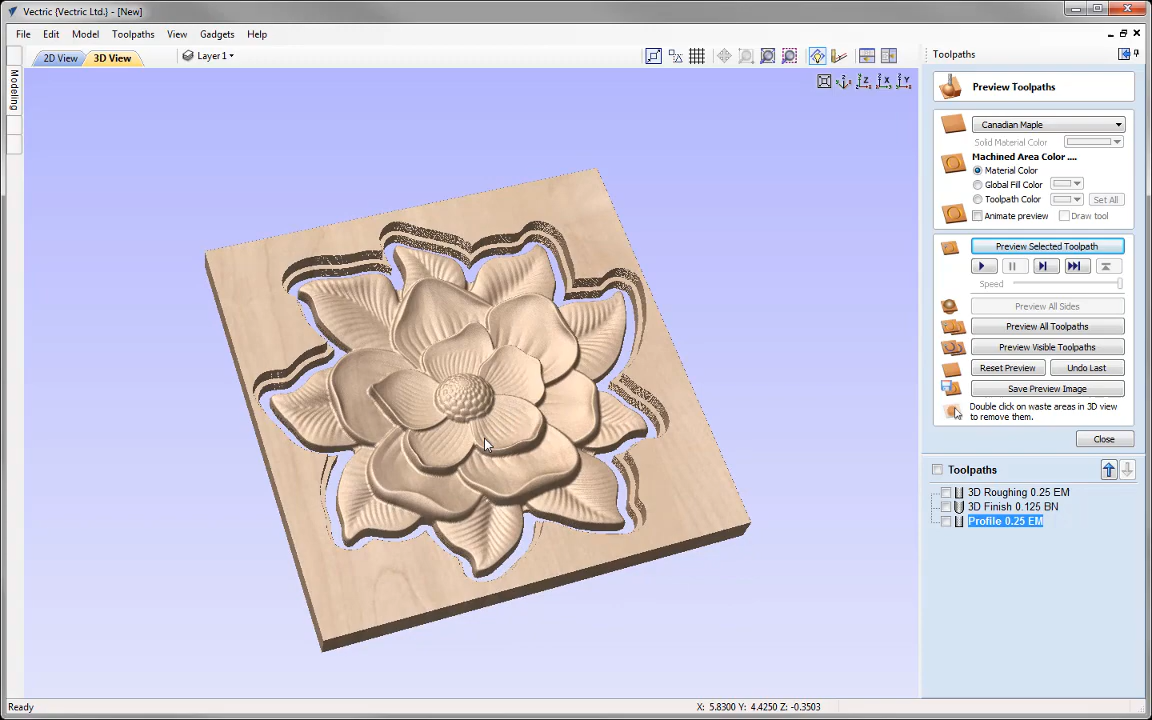 Vectric {Vectric Ltd.} - [New]
File Edit Model Toolpaths View Gadgets Help
2D View 3D View Layer 1
Modeling
Z X Y
Toolpaths
Preview Toolpaths
Canadian Maple
Solid Material Color
Machined Area Color ....
Material Color
Global Fill Color
Toolpath Color Set All
Animate preview Draw tool
Preview Selected Toolpath
Speed
Preview All Sides
Preview All Toolpaths
Preview Visible Toolpaths
Reset Preview Undo Last
Save Preview Image
Double click on waste areas in 3D view
to remove them.
Close
Toolpaths
3D Roughing 0.25 EM
3D Finish 0.125 BN
Profile 0.25 EM
Ready X: 5.8300 Y: 4.4250 Z: -0.3503